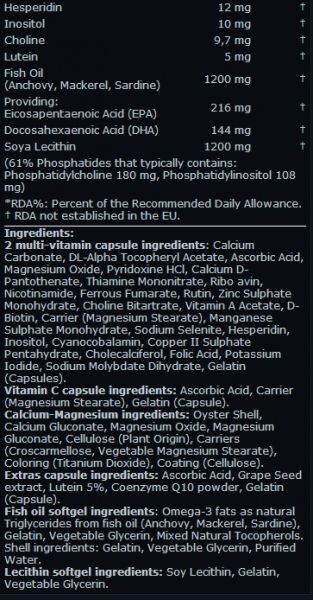 Hesperidin 12 mg †
Inositol 10 mg †
Choline 9,7 mg †
Lutein 5 mg †
Fish Oil
(Anchovy, Mackerel, Sardine) 1200 mg †
Providing:
Eicosapentaenoic Acid (EPA) 216 mg †
Docosahexaenoic Acid (DHA) 144 mg †
Soya Lecithin 1200 mg †
(61% Phosphatides that typically contains:
Phosphatidylcholine 180 mg, Phosphatidylinositol 108
mg)
*RDA%: Percent of the Recommended Daily Allowance.
† RDA not established in the EU.
Ingredients:
2 multi-vitamin capsule ingredients: Calcium
Carbonate, DL-Alpha Tocopheryl Acetate, Ascorbic Acid,
Magnesium Oxide, Pyridoxine HCl, Calcium D-
Pantothenate, Thiamine Mononitrate, Ribo avin,
Nicotinamide, Ferrous Fumarate, Rutin, Zinc Sulphate
Monohydrate, Choline Bitartrate, Vitamin A Acetate, D-
Biotin, Carrier (Magnesium Stearate), Manganese
Sulphate Monohydrate, Sodium Selenite, Hesperidin,
Inositol, Cyanocobalamin, Copper II Sulphate
Pentahydrate, Cholecalciferol, Folic Acid, Potassium
Iodide, Sodium Molybdate Dihydrate, Gelatin
(Capsules).
Vitamin C capsule ingredients: Ascorbic Acid, Carrier
(Magnesium Stearate), Gelatin (Capsule).
Calcium-Magnesium ingredients: Oyster Shell,
Calcium Gluconate, Magnesium Oxide, Magnesium
Gluconate, Cellulose (Plant Origin), Carriers
(Croscarmellose, Vegetable Magnesium Stearate),
Coloring (Titanium Dioxide), Coating (Cellulose).
Extras capsule ingredients: Ascorbic Acid, Grape Seed
extract, Lutein 5%, Coenzyme Q10 powder, Gelatin
(Capsule).
Fish oil softgel ingredients: Omega-3 fats as natural
Triglycerides from fish oil (Anchovy, Mackerel, Sardine),
Gelatin, Vegetable Glycerin, Mixed Natural Tocopherols.
Shell ingredients: Gelatin, Vegetable Glycerin, Purified
Water.
Lecithin softgel ingredients: Soy Lecithin, Gelatin,
Vegetable Glycerin.